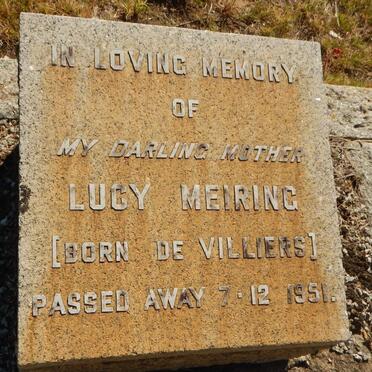 IN LOVING MEMORY
OF
MY DARLING MOTHER
LUCY MEIRING
[BORN DE VILLIERS]
PASSED AWAY 7·12 1951.